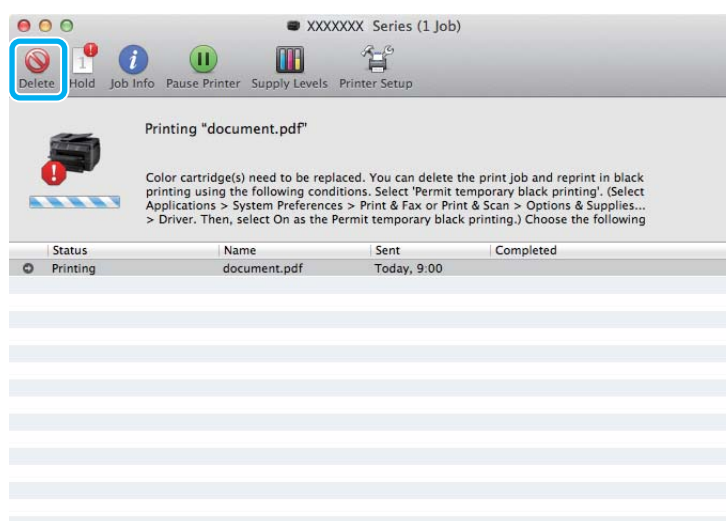 XXXXXXX Series (1 Job)
1
Delete Hold Job Info Pause Printer Supply Levels Printer Setup
Printing “document.pdf”
Color cartridge(s) need to be replaced. You can delete the print job and reprint in black
printing using the following conditions. Select 'Permit temporary black printing'. (Select
Applications > System Preferences > Print & Fax or Print & Scan > Options & Supplies...
> Driver. Then, select On as the Permit temporary black printing.) Choose the following
Status Name Sent Completed
Printing document.pdf Today, 9:00